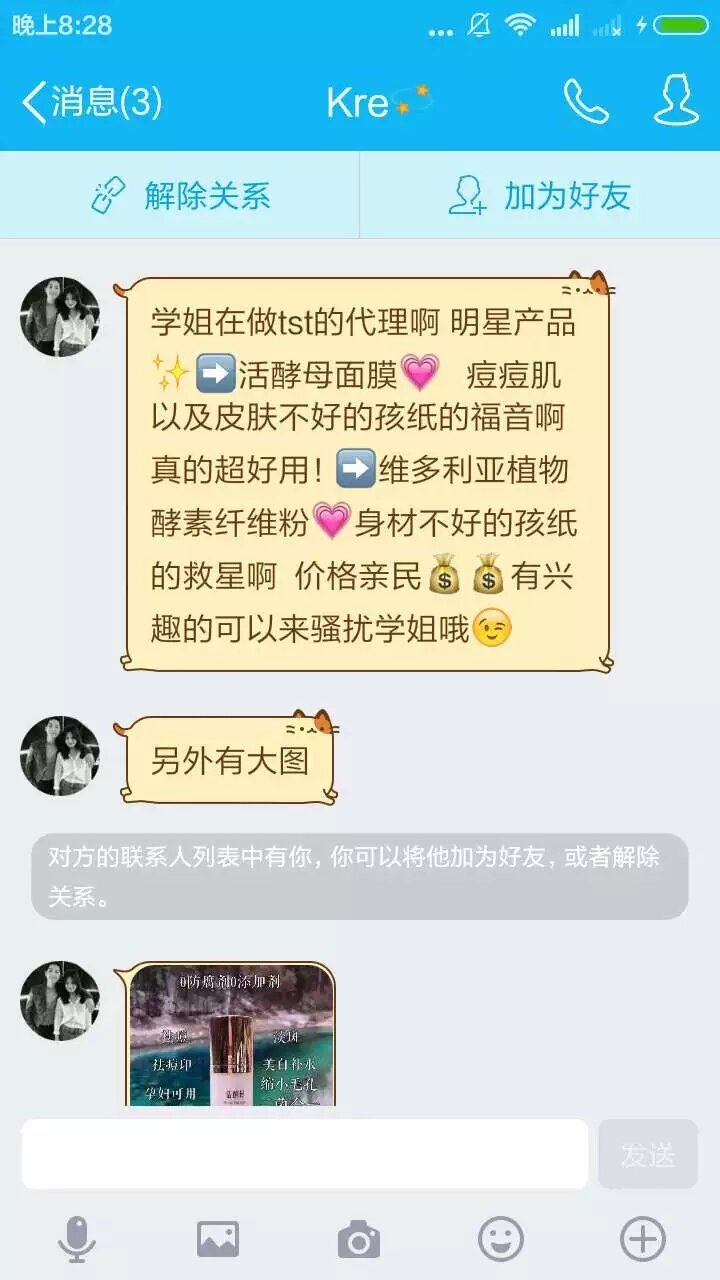 晚上8:28
消息(3)
Kre
解除关系
加为好友
学姐在做tst的代理啊 明星产品
活酵母面膜 痘痘肌
以及皮肤不好的孩纸的福音啊
真的超好用！维多利亚植物
酵素纤维粉身材不好的孩纸
的救星啊 价格亲民有兴
趣的可以来骚扰学姐哦
另外有大图
对方的联系人列表中有你，你可以将他加为好友，或者解除
关系。
0防腐剂0添加剂
祛痘 淡斑
祛痘印 美白补水
孕妇可用 缩小毛孔
发送